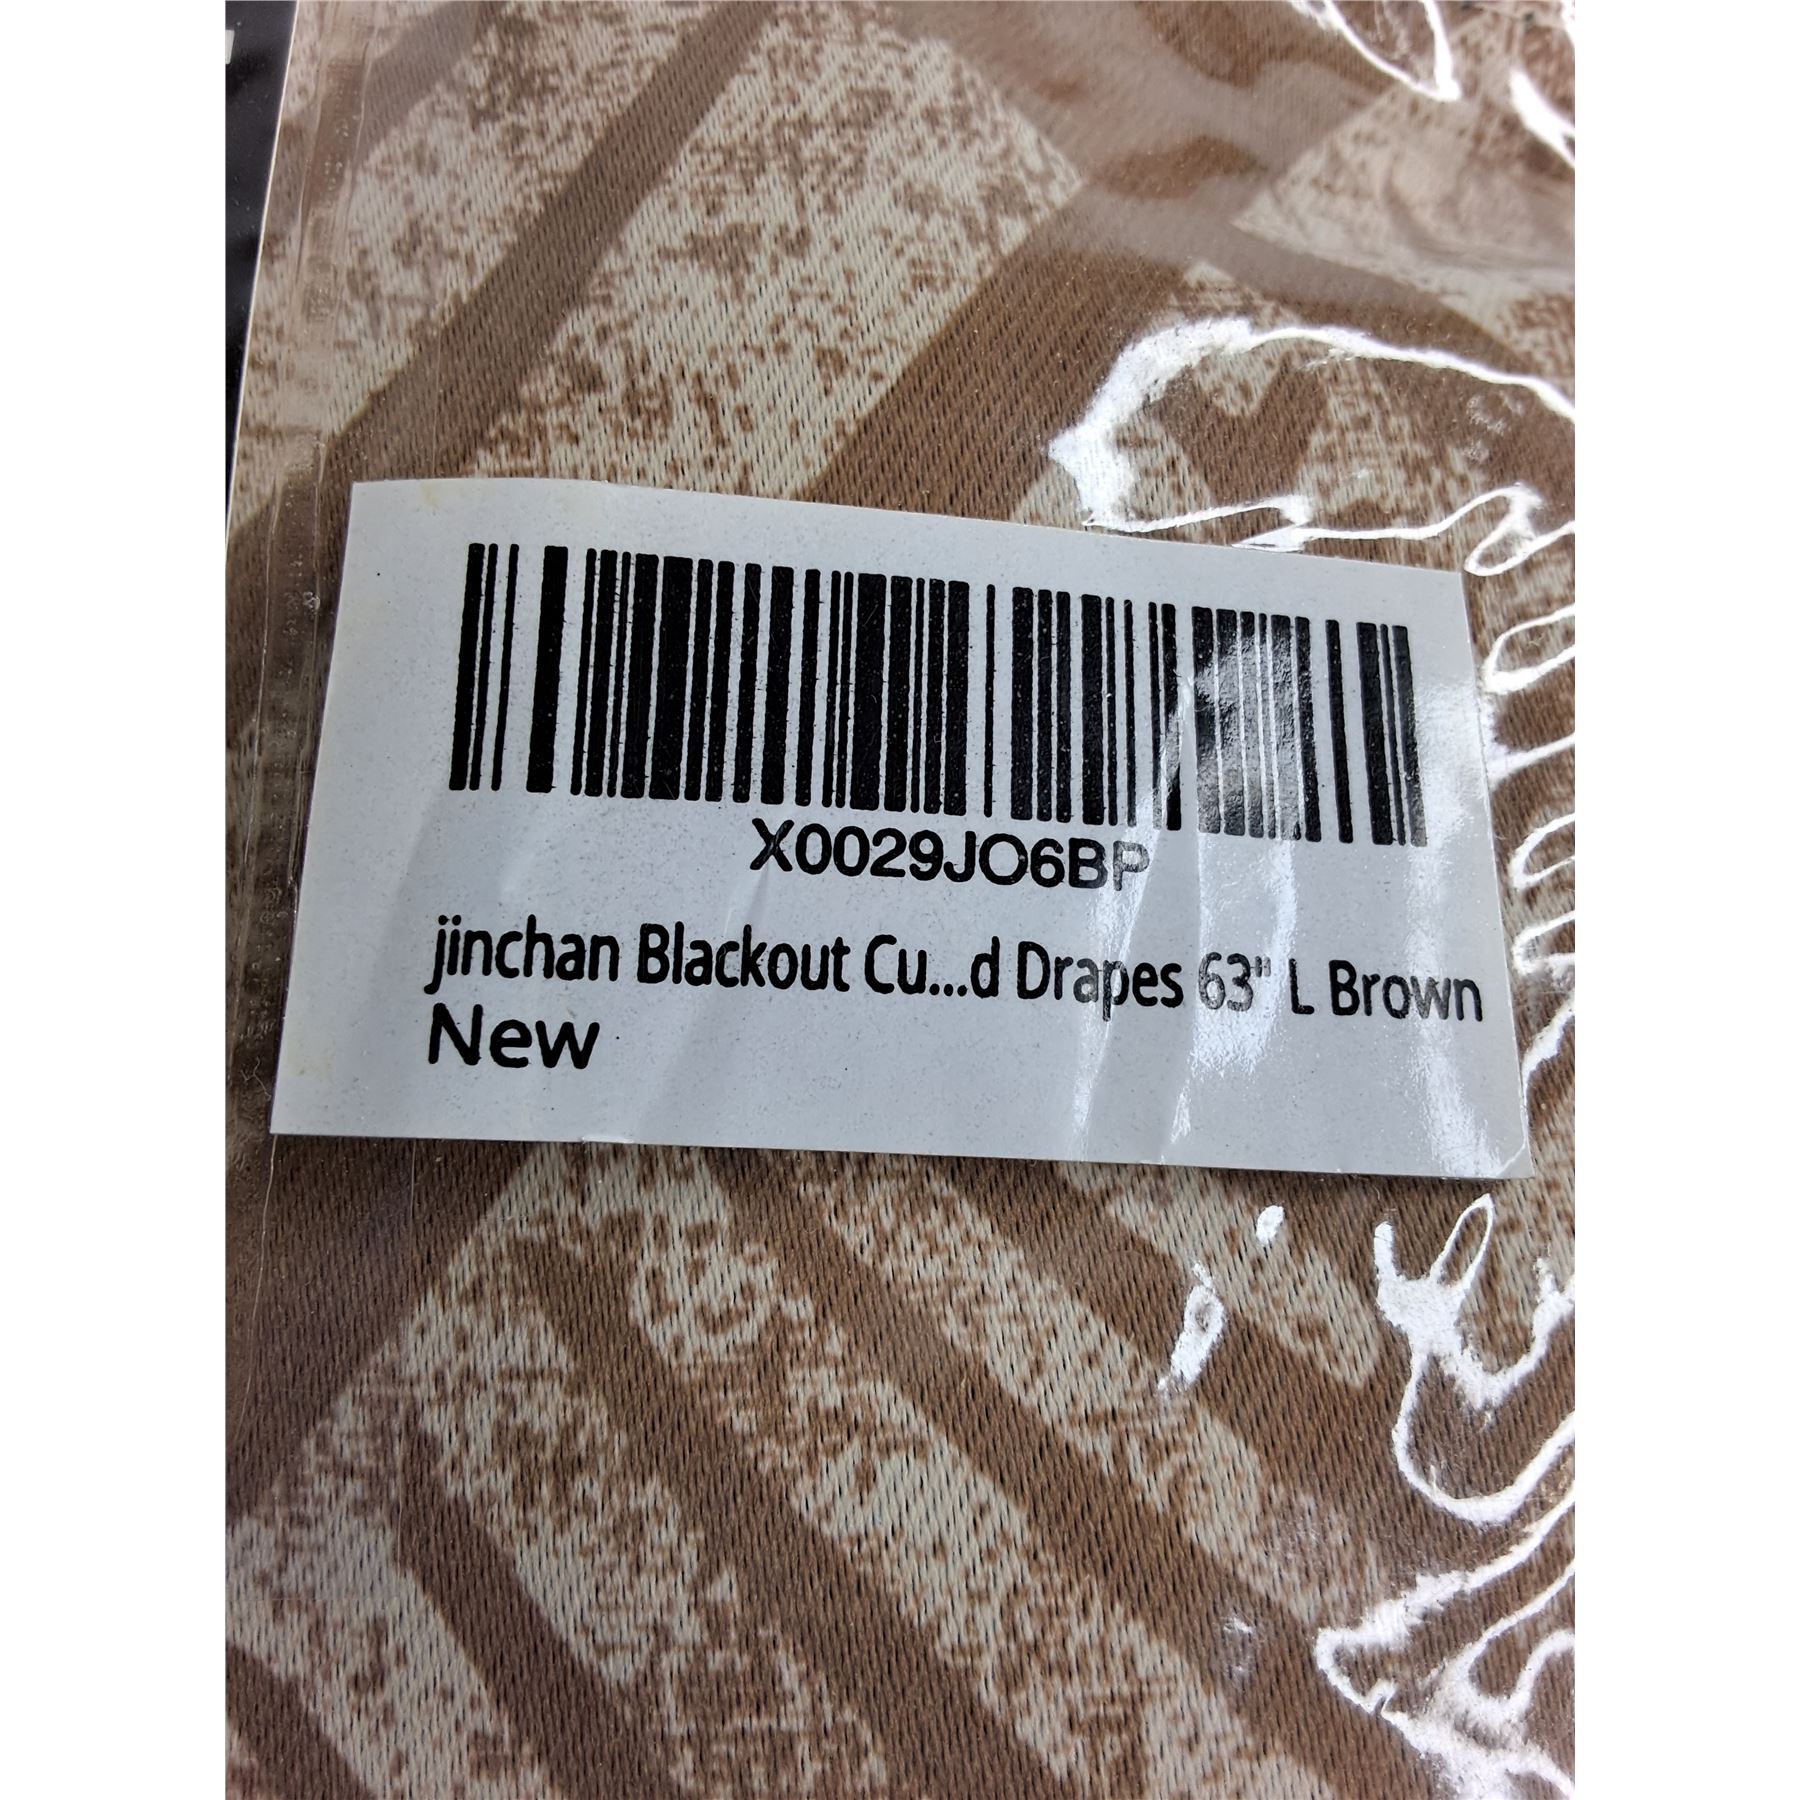 X0029JO6BP
jinchan Blackout Cu...d Drapes 63" L Brown
New